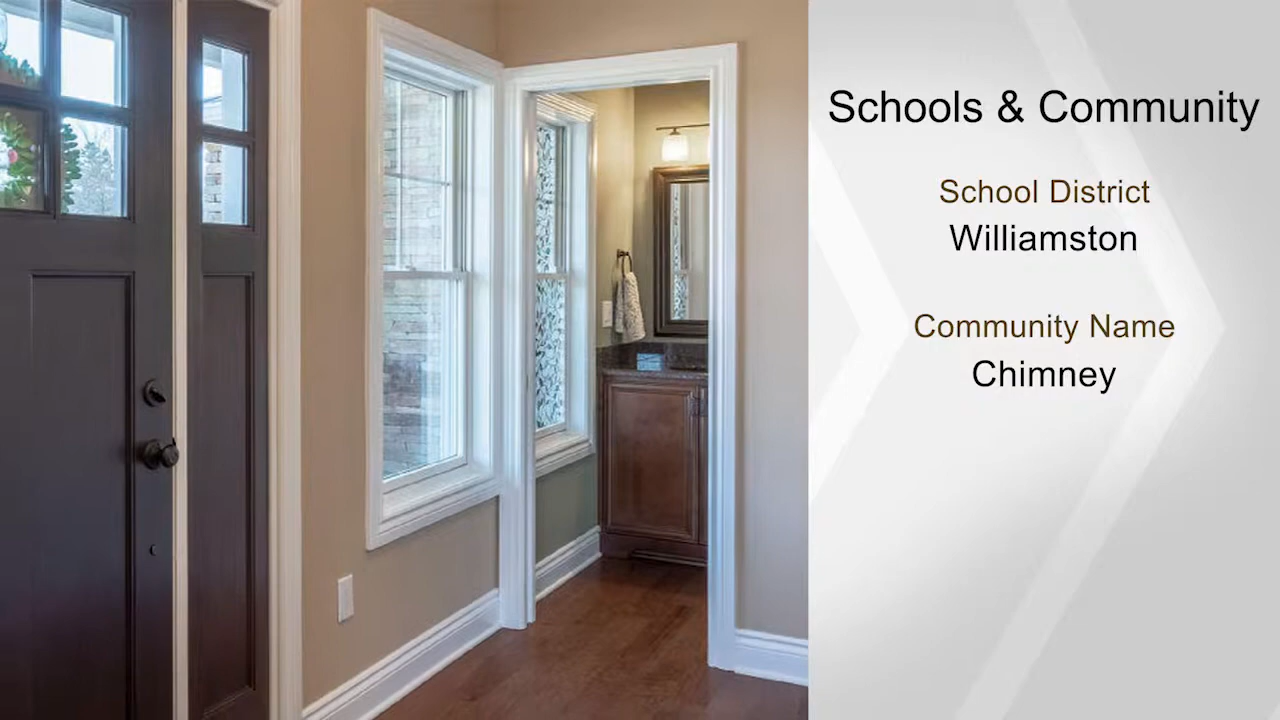 Schools & Community
School District
Williamston
Community Name
Chimney